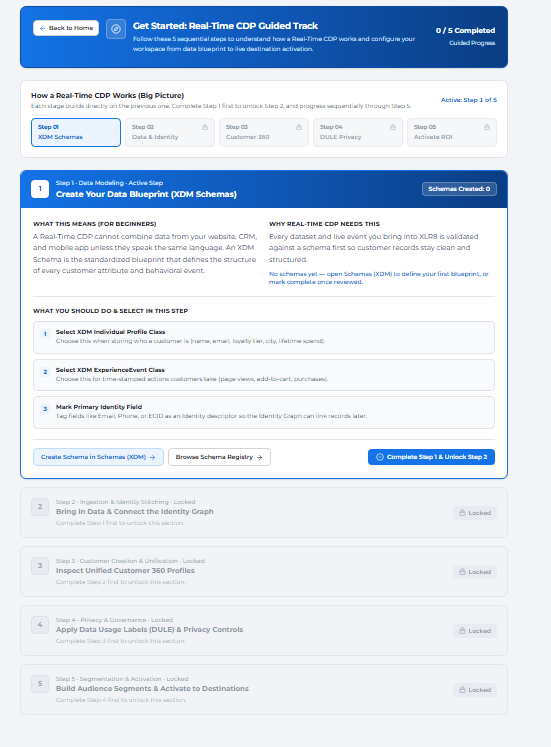 Back to Home
Get Started: Real-Time CDP Guided Track
Follow these 5 sequential steps to understand how a Real-Time CDP works and configure your
workspace from data blueprint to live destination activation.
0 / 5 Completed
Guided Progress
How a Real-Time CDP Works (Big Picture)
Each stage builds directly on the previous one. Complete Step 1 first to unlock Step 2, and progress sequentially through Step 5.
Active: Step 1 of 5
Step 01
XDM Schemas
Step 02
Data & Identity
Step 03
Customer 360
Step 04
DULE Privacy
Step 05
Activate ROI
1
Step 1 · Data Modeling · Active Step
Create Your Data Blueprint (XDM Schemas)
Schemas Created: 0
WHAT THIS MEANS (FOR BEGINNERS)
A Real-Time CDP cannot combine data from your website, CRM,
and mobile app unless they speak the same language. An XDM
Schema is the standardized blueprint that defines the structure
of every customer attribute and behavioral event.
WHY REAL-TIME CDP NEEDS THIS
Every dataset and live event you bring into XLR8 is validated
against a schema first so customer records stay clean and
structured.
No schemas yet — open Schemas (XDM) to define your first blueprint, or
mark complete once reviewed.
WHAT YOU SHOULD DO & SELECT IN THIS STEP
1
Select XDM Individual Profile Class
Choose this when storing who a customer is (name, email, loyalty tier, city, lifetime spend).
2
Select XDM ExperienceEvent Class
Choose this for time-stamped actions customers take (page views, add-to-cart, purchases).
3
Mark Primary Identity Field
Tag fields like Email, Phone, or ECID as an Identity descriptor so the Identity Graph can link records later.
Create Schema in Schemas (XDM)
Browse Schema Registry
Complete Step 1 & Unlock Step 2
2
Step 2 · Ingestion & Identity Stitching · Locked
Bring In Data & Connect the Identity Graph
Complete Step 1 first to unlock this section.
Locked
3
Step 3 · Customer Creation & Unification · Locked
Inspect Unified Customer 360 Profiles
Complete Step 2 first to unlock this section.
Locked
4
Step 4 · Privacy & Governance · Locked
Apply Data Usage Labels (DULE) & Privacy Controls
Complete Step 3 first to unlock this section.
Locked
5
Step 5 · Segmentation & Activation · Locked
Build Audience Segments & Activate to Destinations
Complete Step 4 first to unlock this section.
Locked